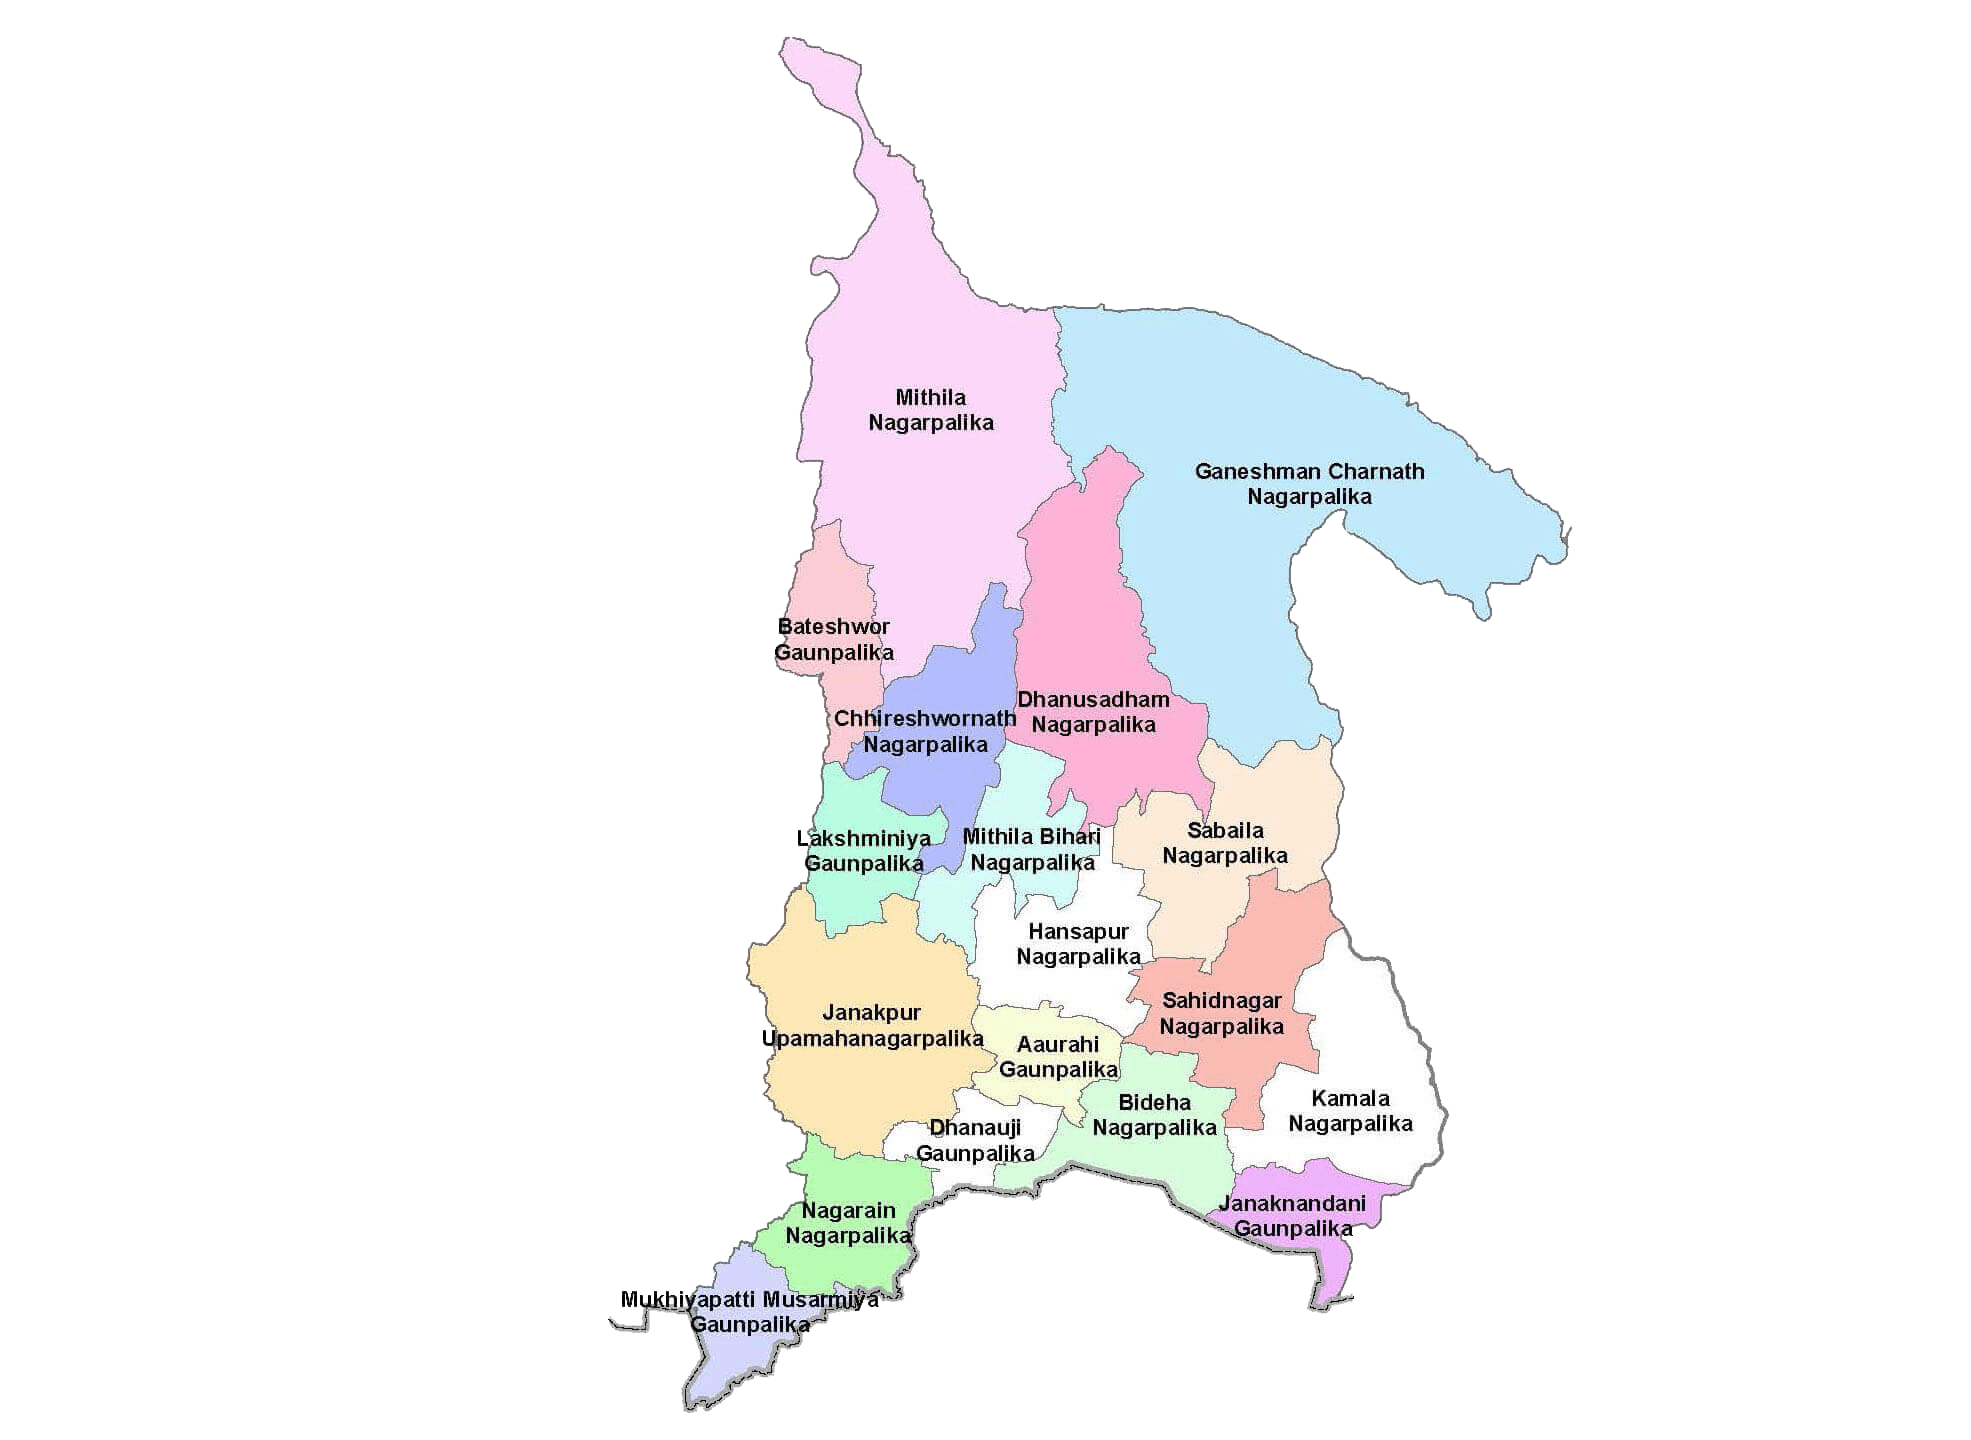 Mithila
Nagarpalika
Ganeshman Charnath
Nagarpalika
Bateshwor
Gaunpalika
Chhireshwornath
Nagarpalika
Dhanusadham
Nagarpalika
Lakshminiya
Gaunpalika
Mithila Bihari
Nagarpalika
Sabaila
Nagarpalika
Hansapur
Nagarpalika
Janakpur
Upamahanagarpalika
Sahidnagar
Nagarpalika
Aaurahi
Gaunpalika
Bideha
Nagarpalika
Kamala
Nagarpalika
Dhanauji
Gaunpalika
Nagarain
Nagarpalika
Janaknandani
Gaunpalika
Mukhiyapatti Musarmiya
Gaunpalika